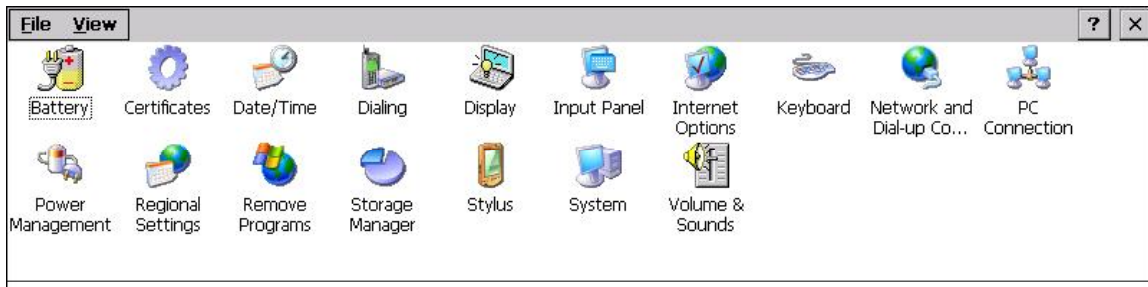 File View ? ×
Battery Certificates Date/Time Dialing Display Input Panel Internet Options Keyboard Network and Dial-up Co... PC Connection
Power Management Regional Settings Remove Programs Storage Manager Stylus System Volume & Sounds